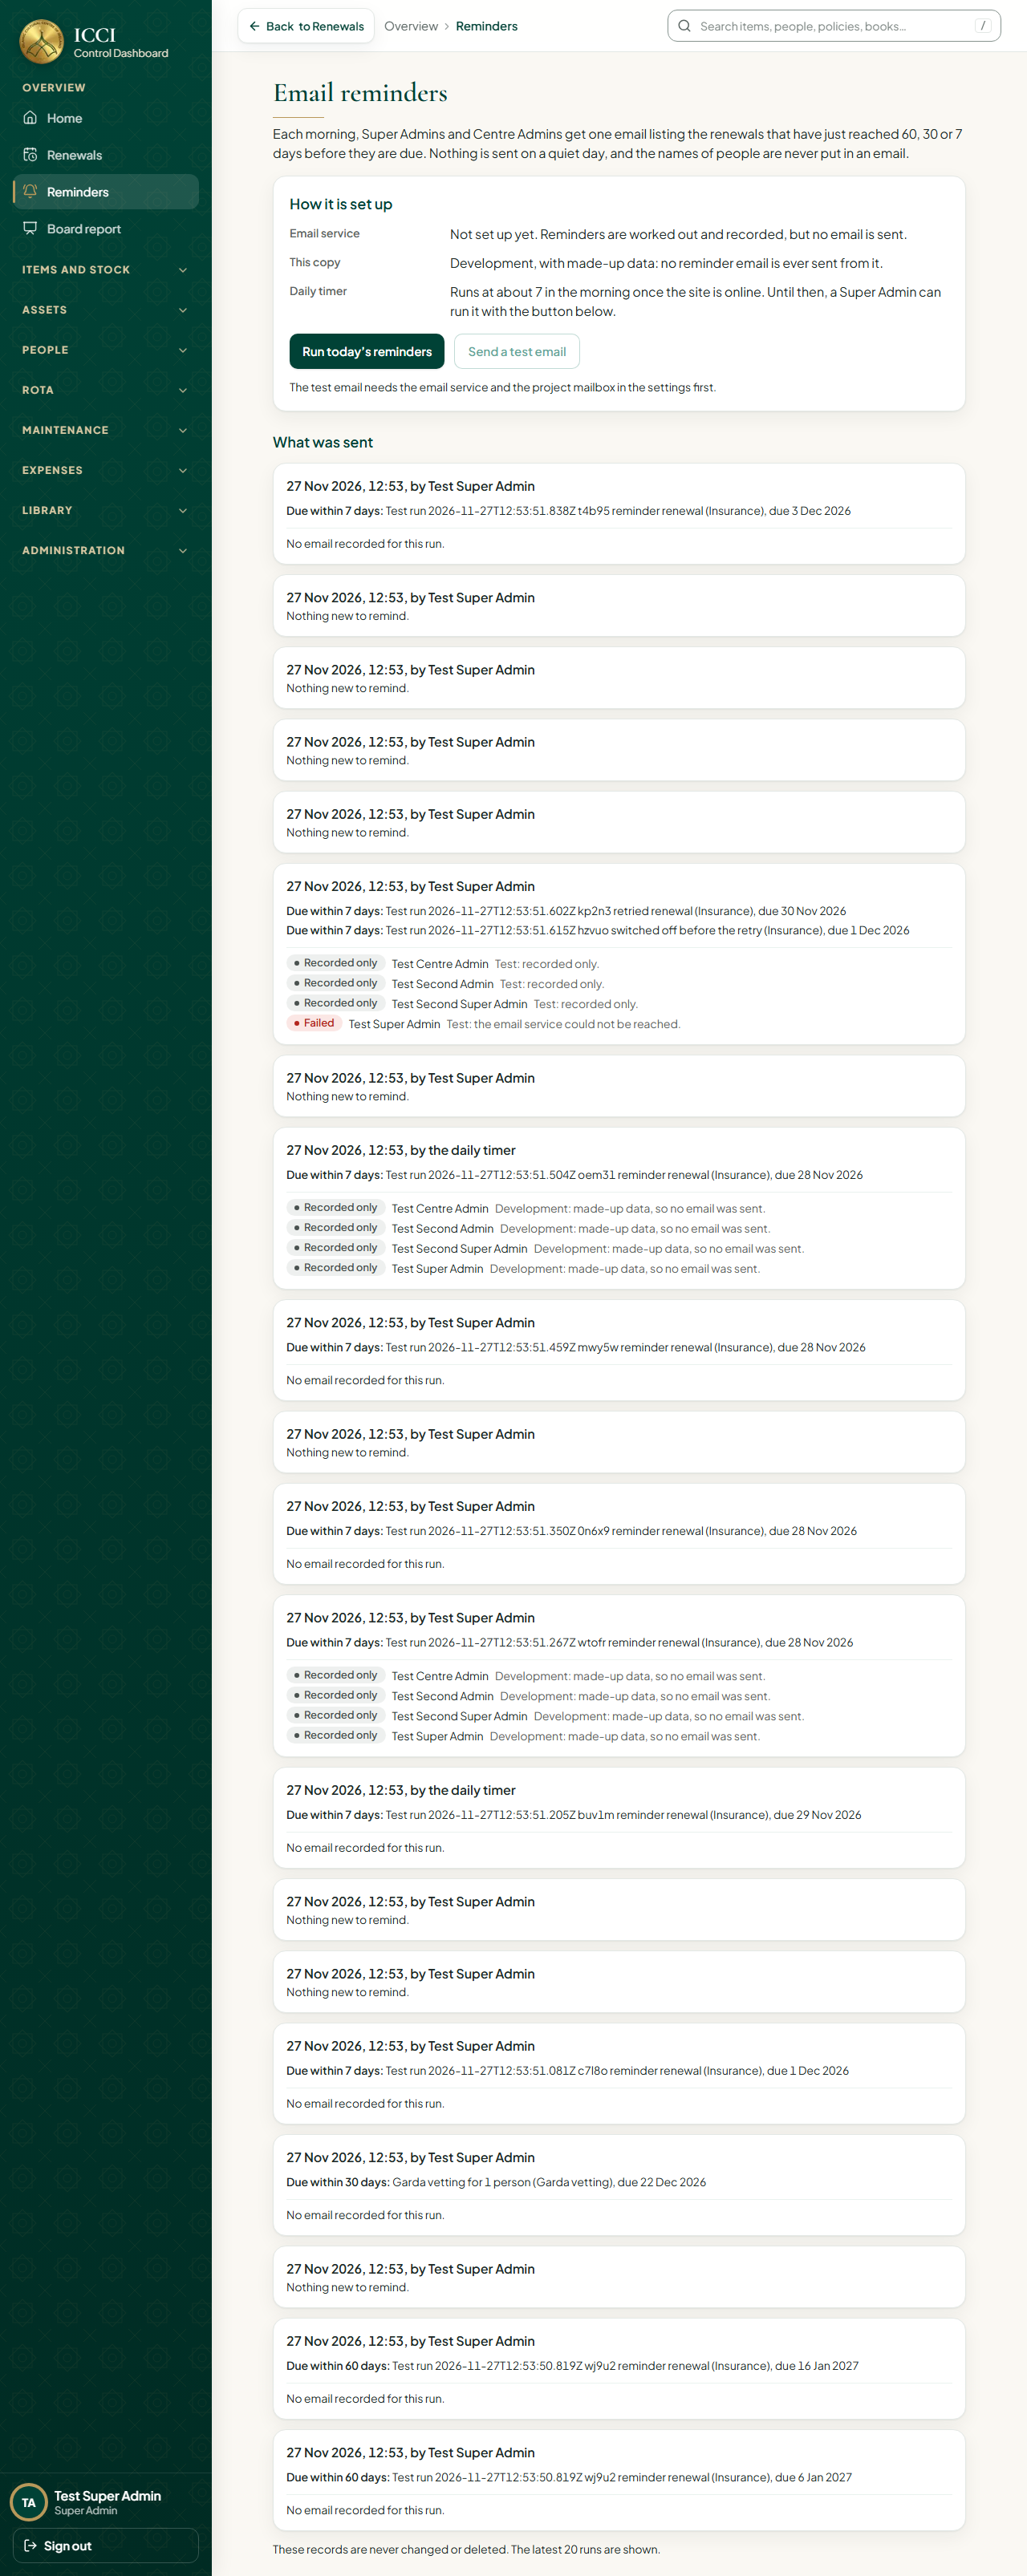 ICCI
Control Dashboard
OVERVIEW
Home
Renewals
Reminders
Board report
ITEMS AND STOCK
ASSETS
PEOPLE
ROTA
MAINTENANCE
EXPENSES
LIBRARY
ADMINISTRATION
TA
Test Super Admin
Super Admin
Sign out
Back to Renewals
Overview
Reminders
Search items, people, policies, books...
/
Email reminders
Each morning, Super Admins and Centre Admins get one email listing the renewals that have just reached 60, 30 or 7
days before they are due. Nothing is sent on a quiet day, and the names of people are never put in an email.
How it is set up
Email service
Not set up yet. Reminders are worked out and recorded, but no email is sent.
This copy
Development, with made-up data: no reminder email is ever sent from it.
Daily timer
Runs at about 7 in the morning once the site is online. Until then, a Super Admin can
run it with the button below.
Run today's reminders
Send a test email
The test email needs the email service and the project mailbox in the settings first.
What was sent
27 Nov 2026, 12:53, by Test Super Admin
Due within 7 days: Test run 2026-11-27T12:53:51.838Z t4b95 reminder renewal (Insurance), due 3 Dec 2026
No email recorded for this run.
27 Nov 2026, 12:53, by Test Super Admin
Nothing new to remind.
27 Nov 2026, 12:53, by Test Super Admin
Nothing new to remind.
27 Nov 2026, 12:53, by Test Super Admin
Nothing new to remind.
27 Nov 2026, 12:53, by Test Super Admin
Nothing new to remind.
27 Nov 2026, 12:53, by Test Super Admin
Due within 7 days: Test run 2026-11-27T12:53:51.602Z kp2n3 retried renewal (Insurance), due 30 Nov 2026
Due within 7 days: Test run 2026-11-27T12:53:51.615Z hzvuo switched off before the retry (Insurance), due 1 Dec 2026
Recorded only Test Centre Admin Test: recorded only.
Recorded only Test Second Admin Test: recorded only.
Recorded only Test Second Super Admin Test: recorded only.
Failed Test Super Admin Test: the email service could not be reached.
27 Nov 2026, 12:53, by Test Super Admin
Nothing new to remind.
27 Nov 2026, 12:53, by the daily timer
Due within 7 days: Test run 2026-11-27T12:53:51.504Z oem31 reminder renewal (Insurance), due 28 Nov 2026
Recorded only Test Centre Admin Development: made-up data, so no email was sent.
Recorded only Test Second Admin Development: made-up data, so no email was sent.
Recorded only Test Second Super Admin Development: made-up data, so no email was sent.
Recorded only Test Super Admin Development: made-up data, so no email was sent.
27 Nov 2026, 12:53, by Test Super Admin
Due within 7 days: Test run 2026-11-27T12:53:51.459Z mwy5w reminder renewal (Insurance), due 28 Nov 2026
No email recorded for this run.
27 Nov 2026, 12:53, by Test Super Admin
Nothing new to remind.
27 Nov 2026, 12:53, by Test Super Admin
Due within 7 days: Test run 2026-11-27T12:53:51.350Z 0n6x9 reminder renewal (Insurance), due 28 Nov 2026
No email recorded for this run.
27 Nov 2026, 12:53, by Test Super Admin
Due within 7 days: Test run 2026-11-27T12:53:51.267Z wtofr reminder renewal (Insurance), due 28 Nov 2026
Recorded only Test Centre Admin Development: made-up data, so no email was sent.
Recorded only Test Second Admin Development: made-up data, so no email was sent.
Recorded only Test Second Super Admin Development: made-up data, so no email was sent.
Recorded only Test Super Admin Development: made-up data, so no email was sent.
27 Nov 2026, 12:53, by the daily timer
Due within 7 days: Test run 2026-11-27T12:53:51.205Z buv1m reminder renewal (Insurance), due 29 Nov 2026
No email recorded for this run.
27 Nov 2026, 12:53, by Test Super Admin
Nothing new to remind.
27 Nov 2026, 12:53, by Test Super Admin
Nothing new to remind.
27 Nov 2026, 12:53, by Test Super Admin
Due within 7 days: Test run 2026-11-27T12:53:51.081Z c7l8o reminder renewal (Insurance), due 1 Dec 2026
No email recorded for this run.
27 Nov 2026, 12:53, by Test Super Admin
Due within 30 days: Garda vetting for 1 person (Garda vetting), due 22 Dec 2026
No email recorded for this run.
27 Nov 2026, 12:53, by Test Super Admin
Nothing new to remind.
27 Nov 2026, 12:53, by Test Super Admin
Due within 60 days: Test run 2026-11-27T12:53:50.819Z wj9u2 reminder renewal (Insurance), due 16 Jan 2027
No email recorded for this run.
27 Nov 2026, 12:53, by Test Super Admin
Due within 60 days: Test run 2026-11-27T12:53:50.819Z wj9u2 reminder renewal (Insurance), due 6 Jan 2027
No email recorded for this run.
These records are never changed or deleted. The latest 20 runs are shown.